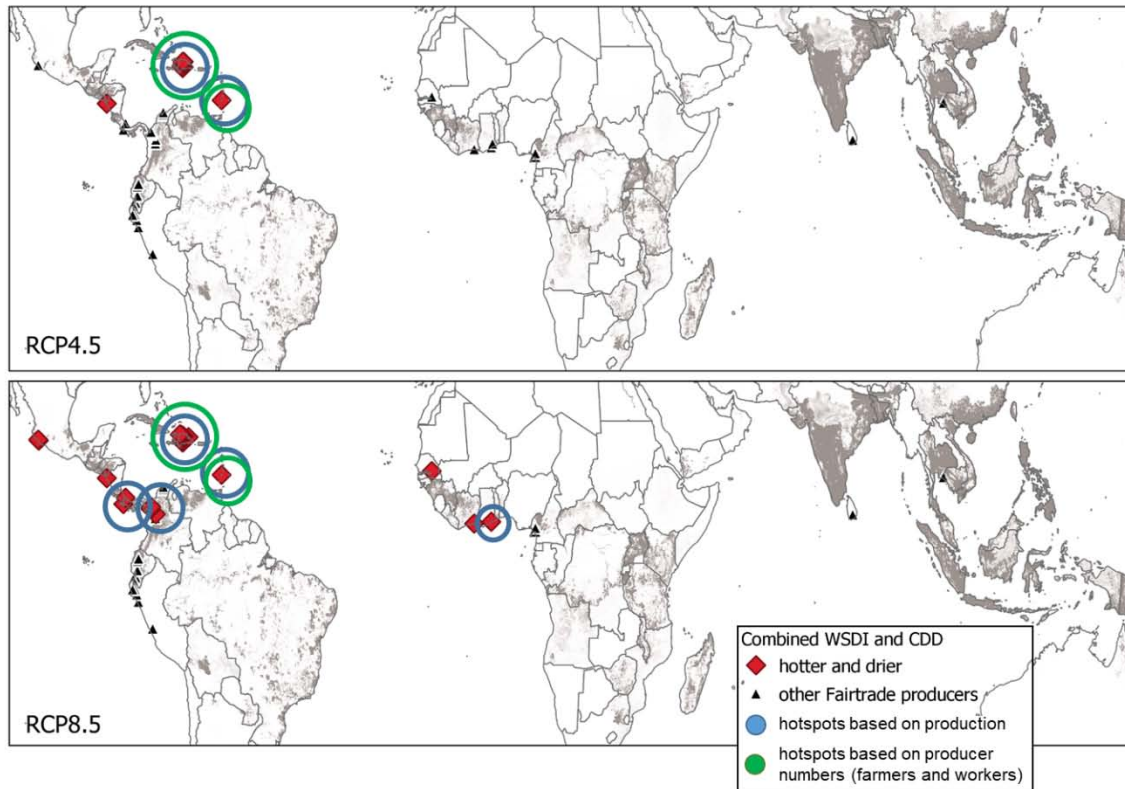 RCP4.5
RCP8.5
Combined WSDI and CDD
hotter and drier
other Fairtrade producers
hotspots based on production
hotspots based on producer
numbers (farmers and workers)